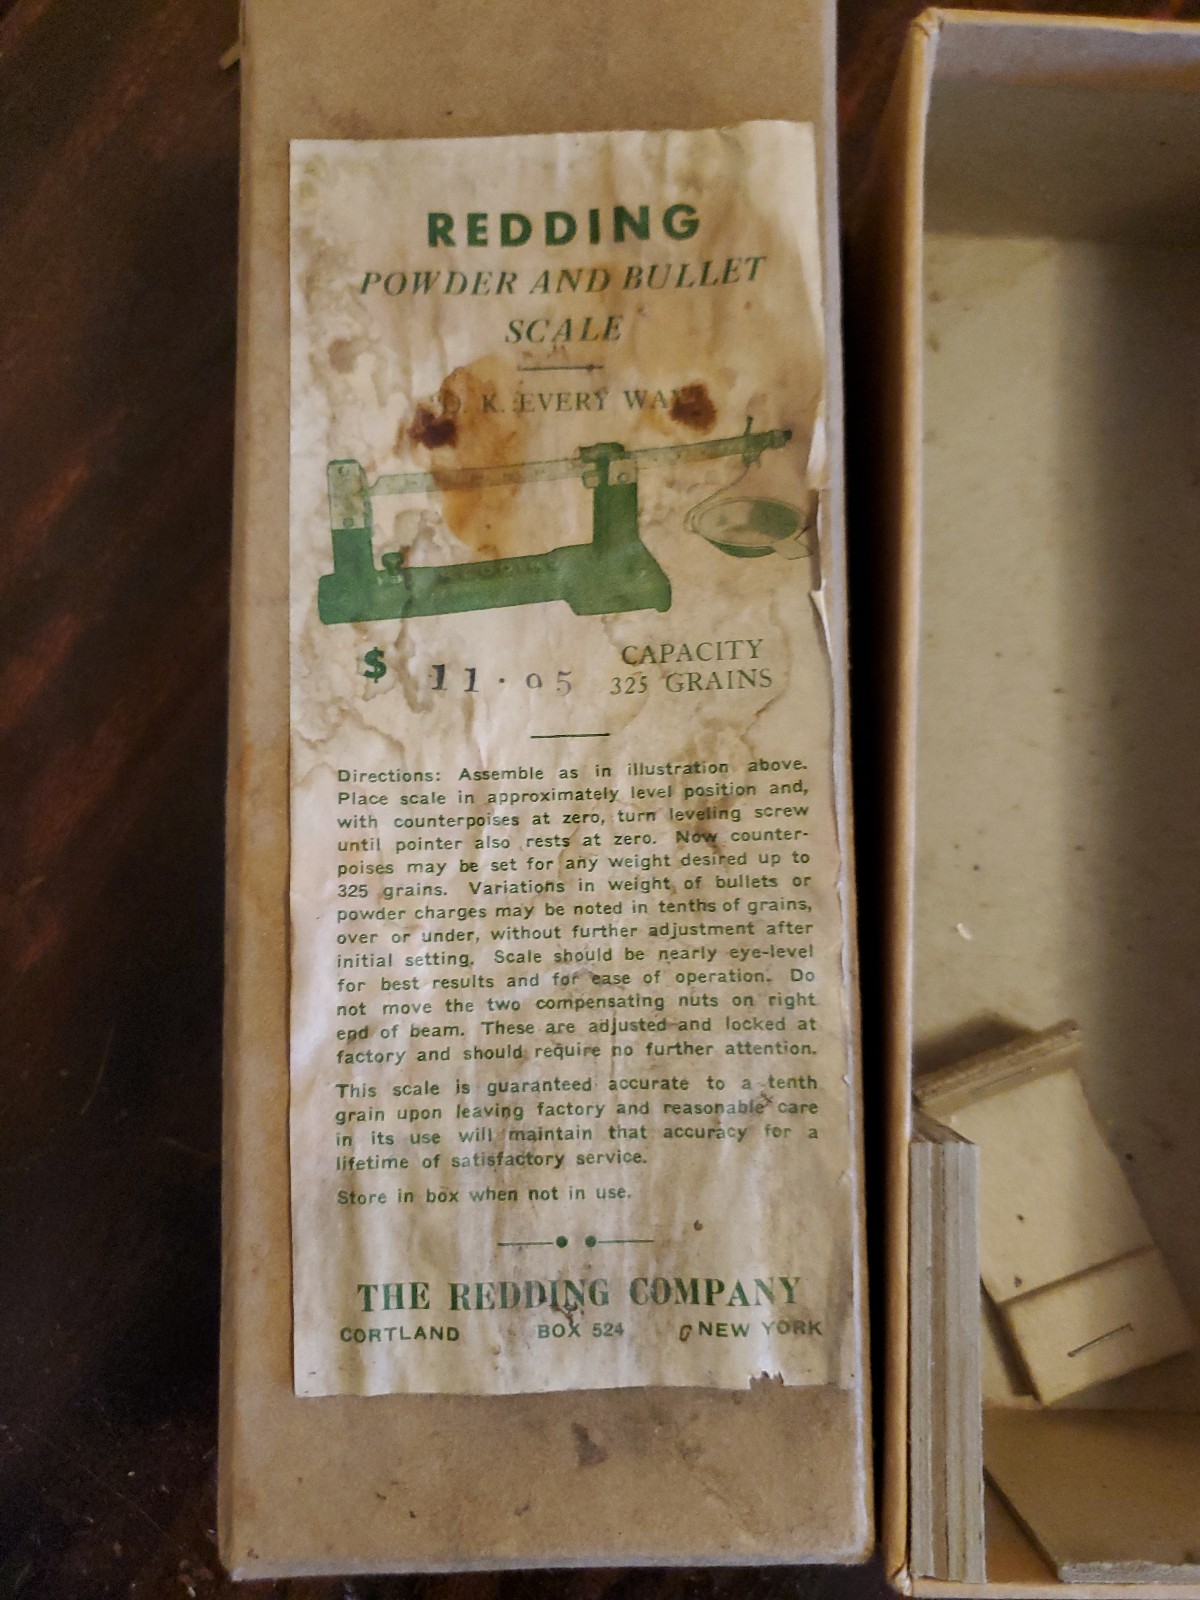 REDDING
POWDER AND BULLET
SCALE
O. K. EVERY WAY
$ 11.95 CAPACITY
325 GRAINS
Directions: Assemble as in illustration above.
Place scale in approximately level position and,
with counterpoises at zero, turn leveling screw
until pointer also rests at zero. Now counter-
poises may be set for any weight desired up to
325 grains. Variations in weight of bullets or
powder charges may be noted in tenths of grains,
over or under, without further adjustment after
initial setting. Scale should be nearly eye-level
for best results and for ease of operation. Do
not move the two compensating nuts on right
end of beam. These are adjusted and locked at
factory and should require no further attention.
This scale is guaranteed accurate to a tenth
grain upon leaving factory and reasonable care
in its use will maintain that accuracy for a
lifetime of satisfactory service.
Store in box when not in use.
THE REDDING COMPANY
CORTLAND BOX 524 NEW YORK